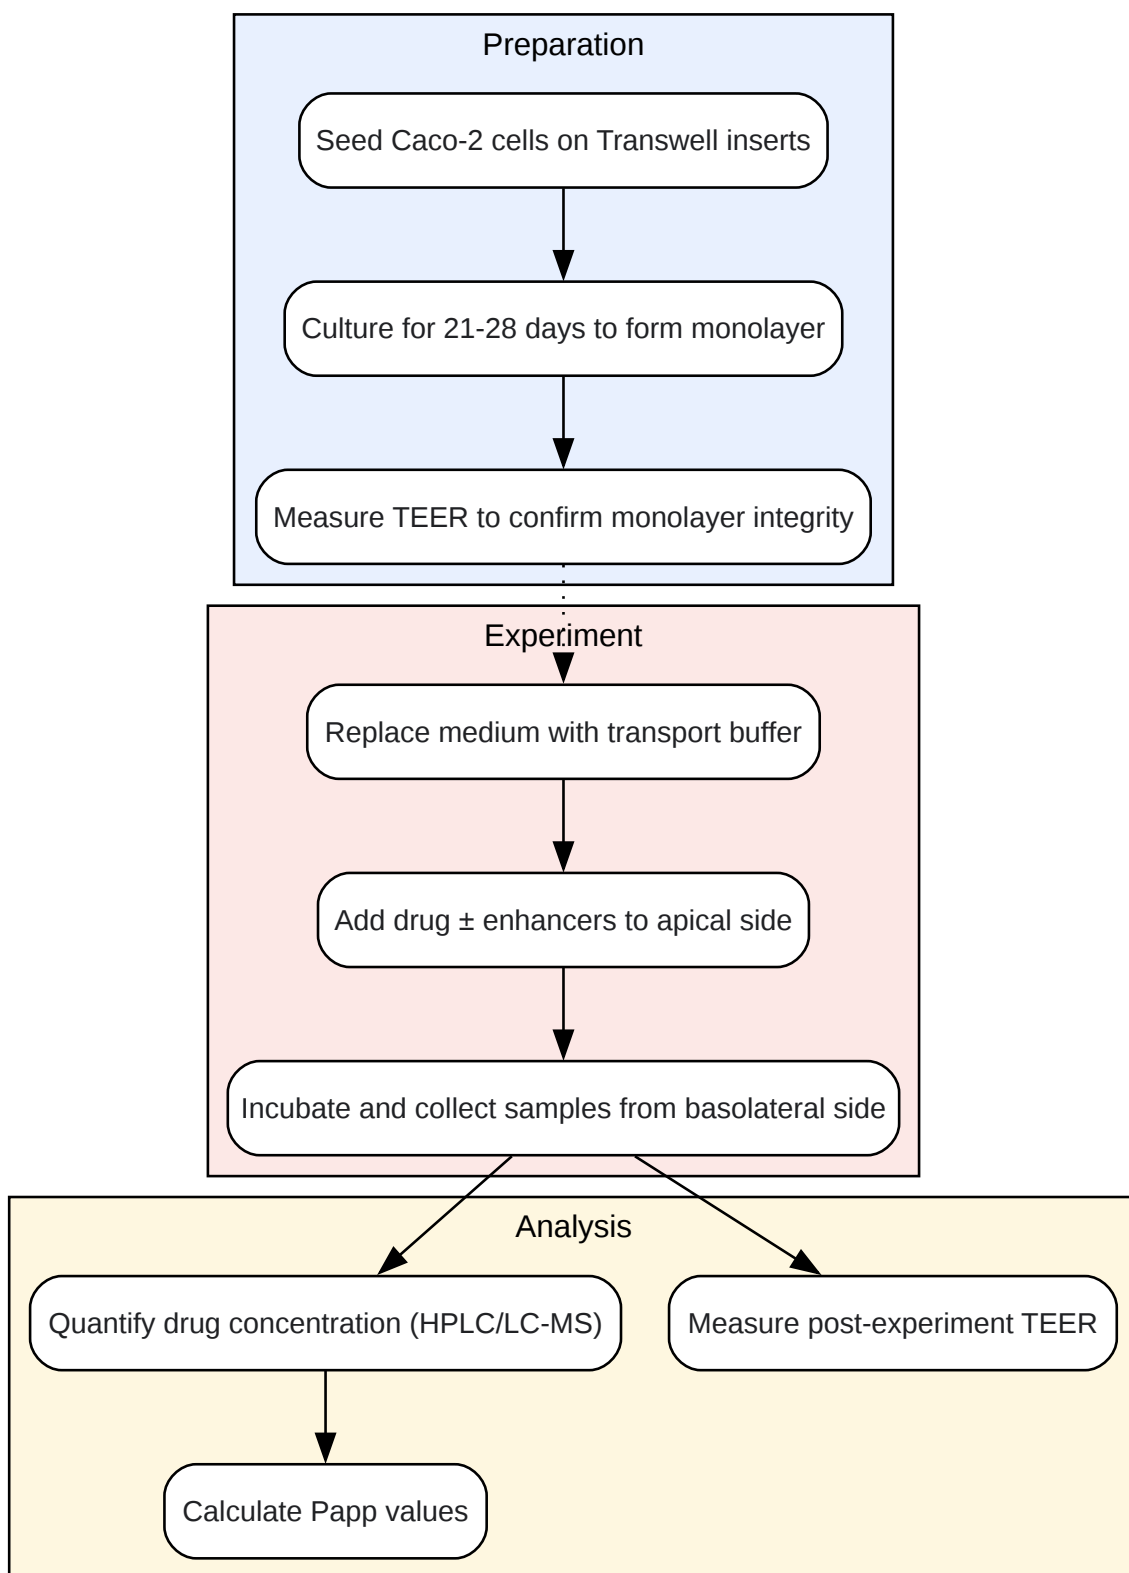 Preparation
Seed Caco-2 cells on Transwell inserts
Culture for 21-28 days to form monolayer
Measure TEER to confirm monolayer integrity
Experiment
Replace medium with transport buffer
Add drug ± enhancers to apical side
Incubate and collect samples from basolateral side
Analysis
Quantify drug concentration (HPLC/LC-MS)
Measure post-experiment TEER
Calculate Papp values